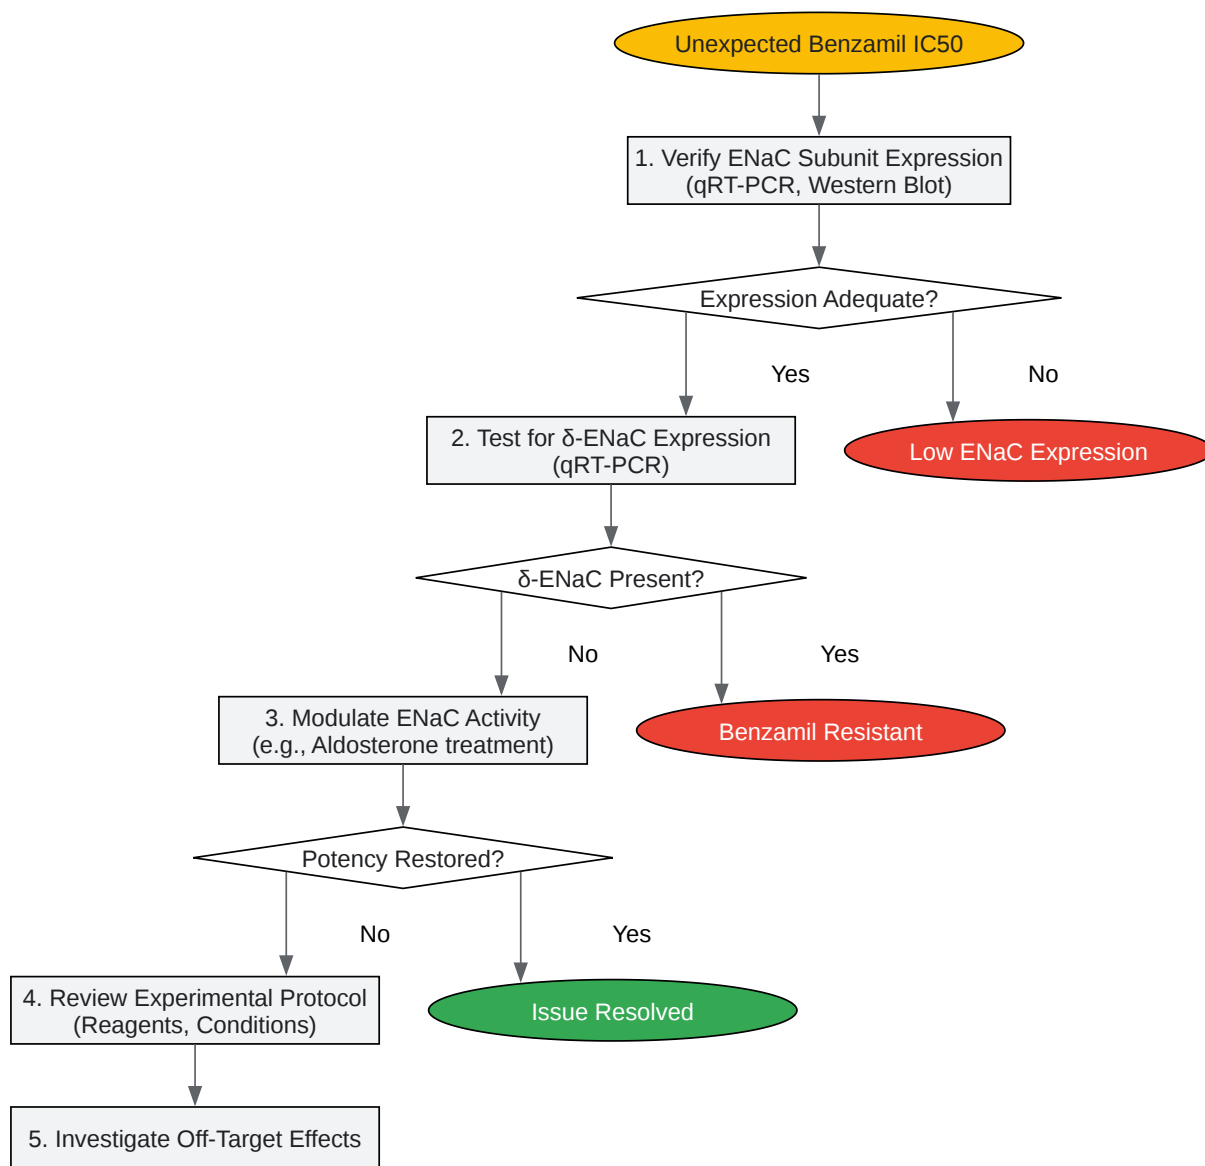 Unexpected Benzamil IC50
1. Verify ENaC Subunit Expression
(qRT-PCR, Western Blot)
Expression Adequate?
Yes
No
2. Test for δ-ENaC Expression
(qRT-PCR)
Low ENaC Expression
δ-ENaC Present?
No
Yes
3. Modulate ENaC Activity
(e.g., Aldosterone treatment)
Benzamil Resistant
Potency Restored?
No
Yes
4. Review Experimental Protocol
(Reagents, Conditions)
Issue Resolved
5. Investigate Off-Target Effects